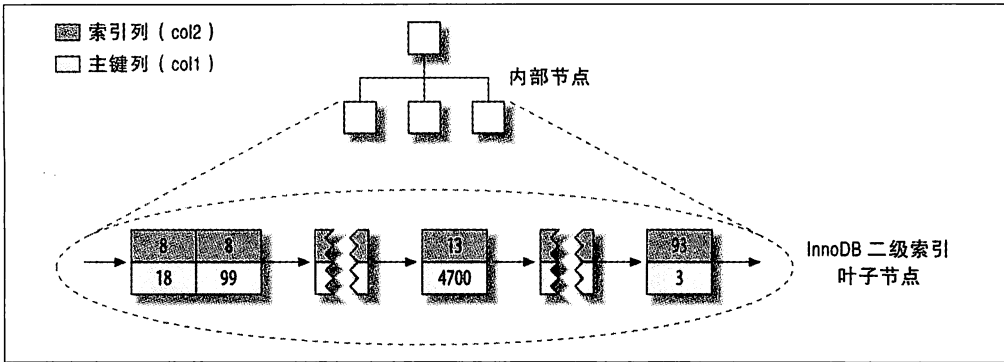 索引列（col2）
主键列（col1）
内部节点
8 8 13 93
18 99 4700 3
InnoDB 二级索引
叶子节点